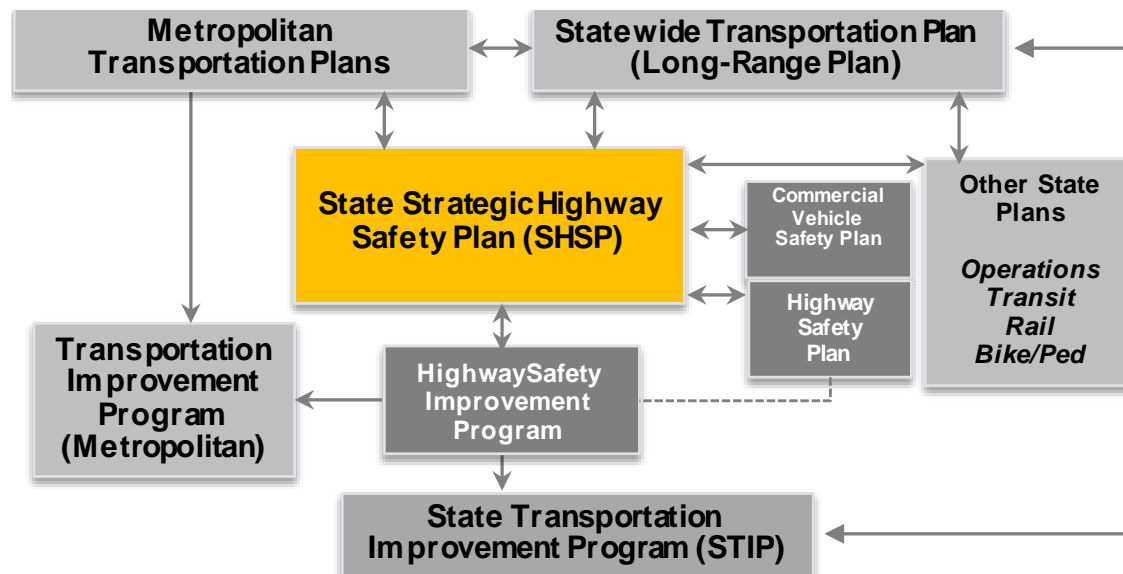 Metropolitan
Transportation Plans
Statewide Transportation Plan
(Long-Range Plan)
State Strategic Highway
Safety Plan (SHSP)
Commercial
Vehicle
Safety Plan
Other State
Plans
Operations
Transit
Rail
Bike/Ped
Highway
Safety
Plan
Transportation
Improvement
Program
(Metropolitan)
Highway Safety
Improvement
Program
State Transportation
Improvement Program (STIP)